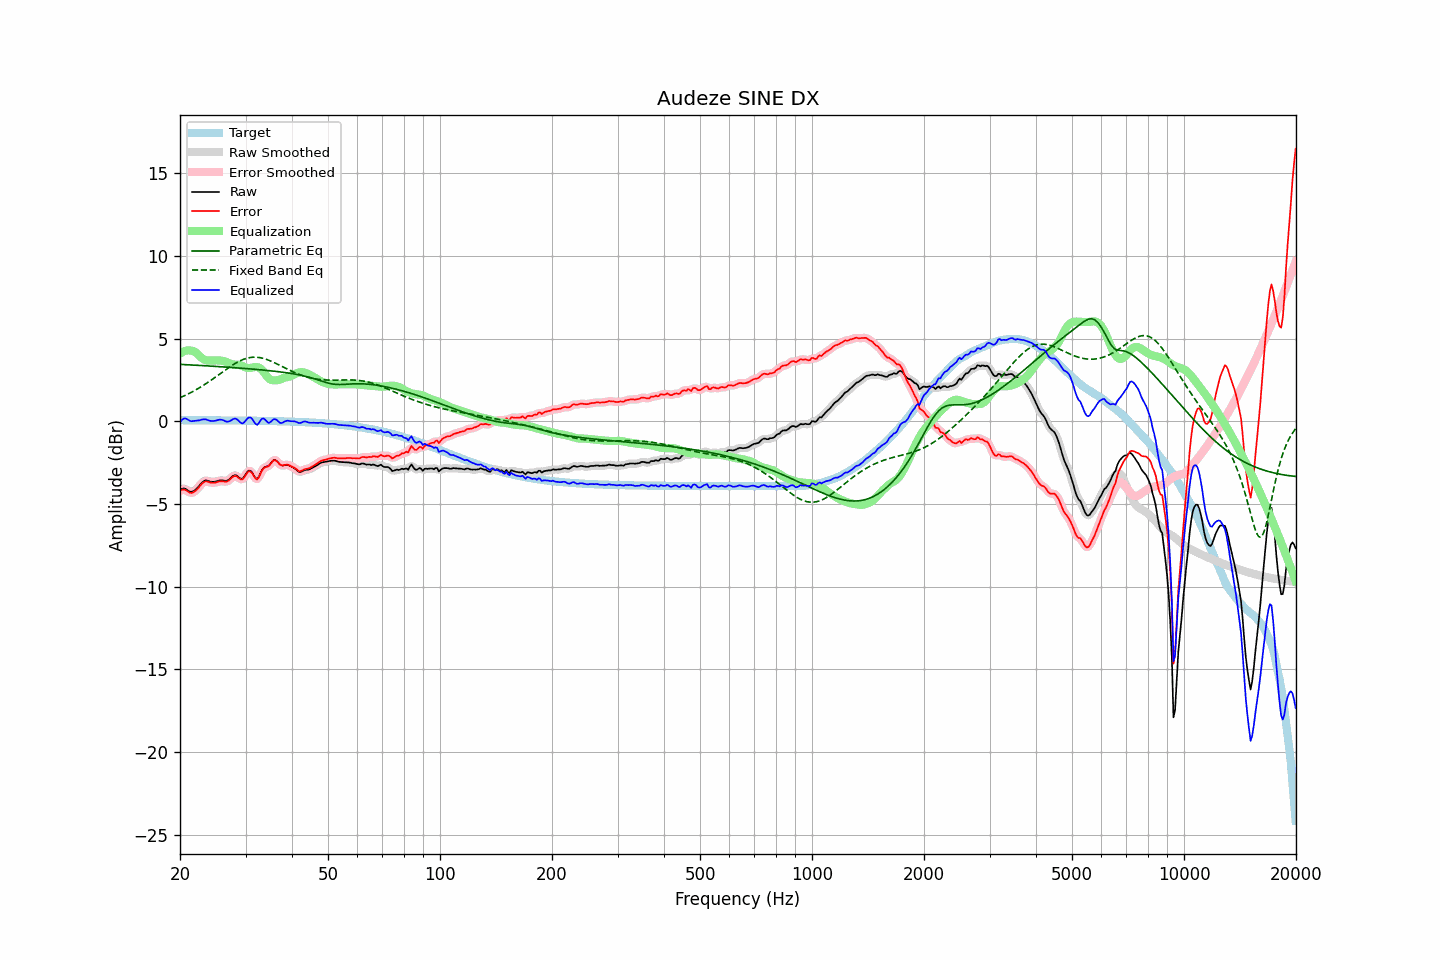 Audeze SINE DX
Target
Raw Smoothed
Error Smoothed
Raw
Error
Equalization
Parametric Eq
Fixed Band Eq
Equalized
15
10
5
0
−5
−10
−15
−20
−25
Amplitude (dBr)
20 50 100 200 500 1000 2000 5000 10000 20000
Frequency (Hz)